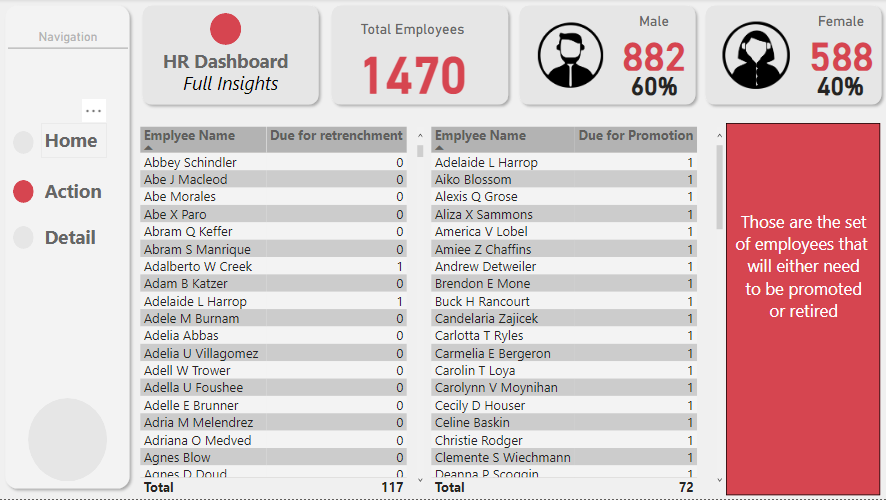 Navigation
...
Home
Action
Detail
HR Dashboard
Full Insights
Total Employees
1470
Male
882
60%
Female
588
40%
Emplyee Name Due for retrenchment
Abbey Schindler 0
Abe J Macleod 0
Abe Morales 0
Abe X Paro 0
Abram Q Keffer 0
Abram S Manrique 0
Adalberto W Creek 1
Adam B Katzer 0
Adelaide L Harrop 1
Adele M Burnam 0
Adelia Abbas 0
Adelia U Villagomez 0
Adell W Trower 0
Adella U Foushee 0
Adelle E Brunner 0
Adria M Melendrez 0
Adriana O Medved 0
Agnes Blow 0
Agnes D Doud 0
Total 117
Emplyee Name Due for Promotion
Adelaide L Harrop 1
Aiko Blossom 1
Alexis Q Grose 1
Aliza X Sammons 1
America V Lobel 1
Amiee Z Chaffins 1
Andrew Detweiler 1
Brendon E Mone 1
Buck H Rancourt 1
Candelaria Zajicek 1
Carlotta T Ryles 1
Carmelia E Bergeron 1
Carolin T Loya 1
Carolynn V Moynihan 1
Cecily D Houser 1
Celine Baskin 1
Christie Rodger 1
Clemente S Wiechmann 1
Deanna P Scoggin 1
Total 72
Those are the set
of employees that
will either need
to be promoted
or retired